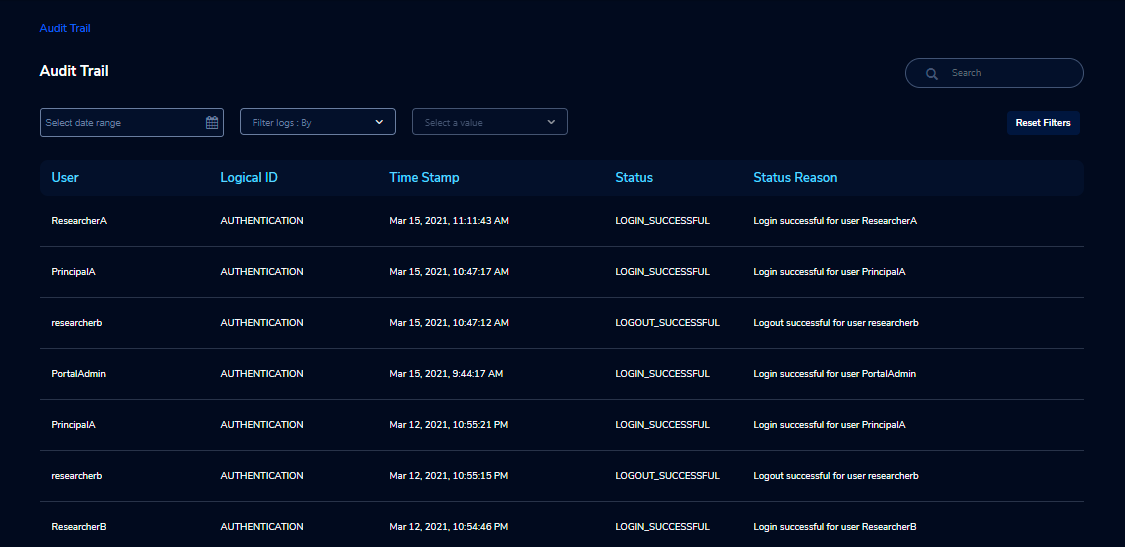 Audit Trail
Audit Trail
Search
Select date range
Filter logs : By
Select a value
Reset Filters
User Logical ID Time Stamp Status Status Reason
ResearcherA AUTHENTICATION Mar 15, 2021, 11:11:43 AM LOGIN_SUCCESSFUL Login successful for user ResearcherA
PrincipalA AUTHENTICATION Mar 15, 2021, 10:47:17 AM LOGIN_SUCCESSFUL Login successful for user PrincipalA
researcherb AUTHENTICATION Mar 15, 2021, 10:47:12 AM LOGOUT_SUCCESSFUL Logout successful for user researcherb
PortalAdmin AUTHENTICATION Mar 15, 2021, 9:44:17 AM LOGIN_SUCCESSFUL Login successful for user PortalAdmin
PrincipalA AUTHENTICATION Mar 12, 2021, 10:55:21 PM LOGIN_SUCCESSFUL Login successful for user PrincipalA
researcherb AUTHENTICATION Mar 12, 2021, 10:55:15 PM LOGOUT_SUCCESSFUL Logout successful for user researcherb
ResearcherB AUTHENTICATION Mar 12, 2021, 10:54:46 PM LOGIN_SUCCESSFUL Login successful for user ResearcherB